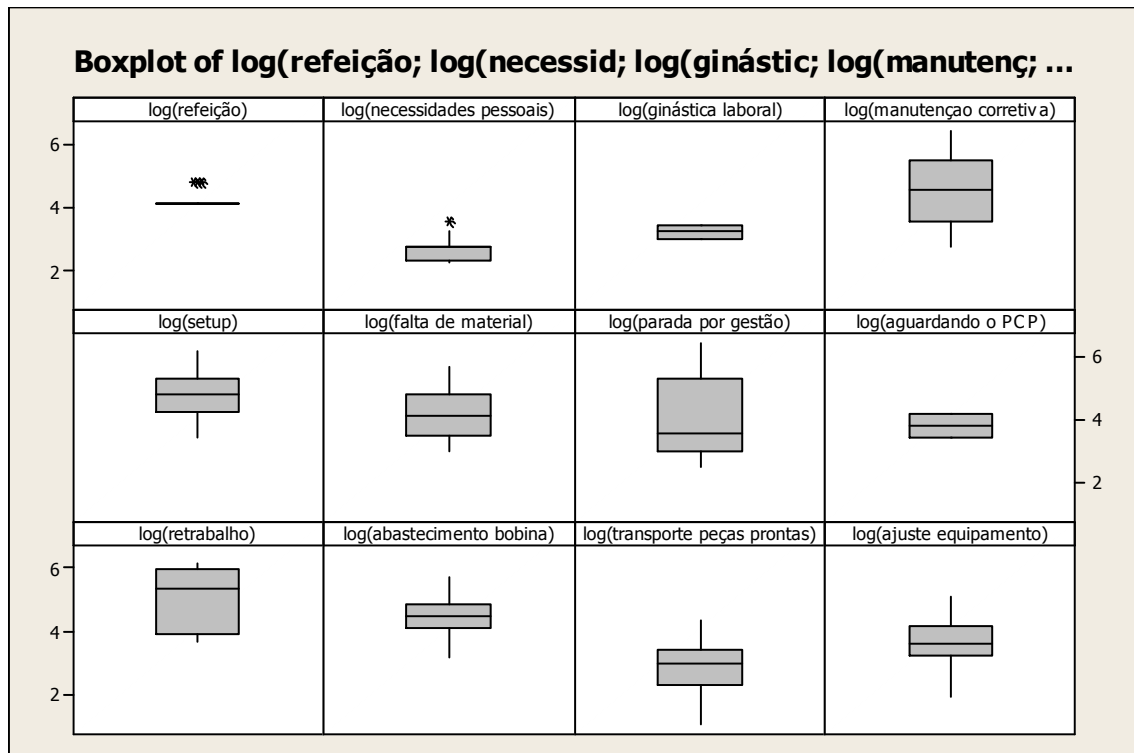 Boxplot of log(refeição; log(necessid; log(ginástic; log(manutenç; ...
log(refeição)
log(necessidades pessoais)
log(ginástica laboral)
log(manutençao corretiva)
6
4
2
log(setup)
log(falta de material)
log(parada por gestão)
log(aguardando o PCP)
6
4
2
log(retrabalho)
log(abastecimento bobina)
log(transporte peças prontas)
log(ajuste equipamento)
6
4
2